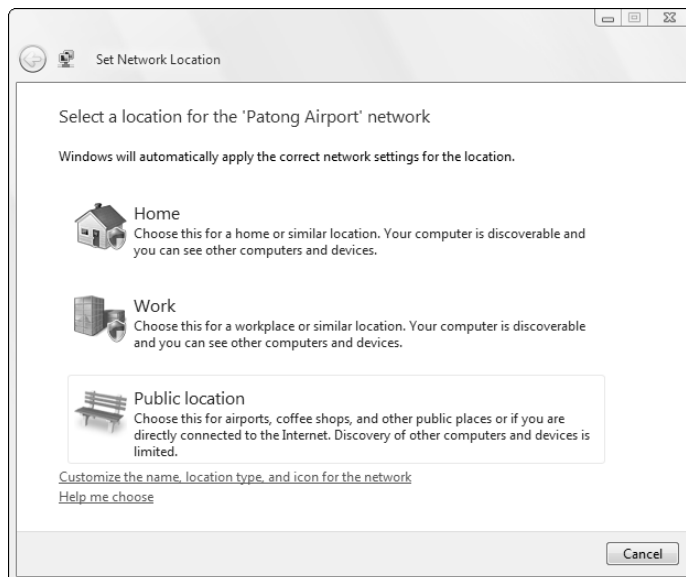 Set Network Location
Select a location for the 'Patong Airport' network
Windows will automatically apply the correct network settings for the location.
Home
Choose this for a home or similar location. Your computer is discoverable and
you can see other computers and devices.
Work
Choose this for a workplace or similar location. Your computer is discoverable
and you can see other computers and devices.
Public location
Choose this for airports, coffee shops, and other public places or if you are
directly connected to the Internet. Discovery of other computers and devices is
limited.
Customize the name, location type, and icon for the network
Help me choose
Cancel